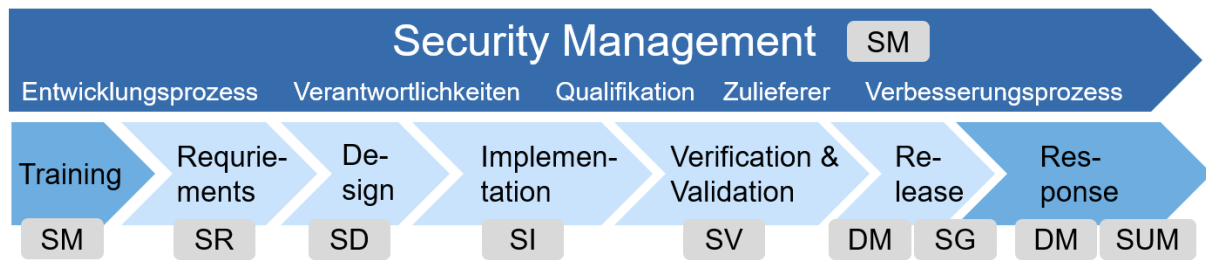 Security Management SM
Entwicklungsprozess Verantwortlichkeiten Qualifikation Zulieferer Verbesserungsprozess
Training
Requrie-
ments
De-
sign
Implemen-
tation
Verification &
Validation
Re-
lease
Res-
ponse
SM SR SD SI SV DM SG DM SUM